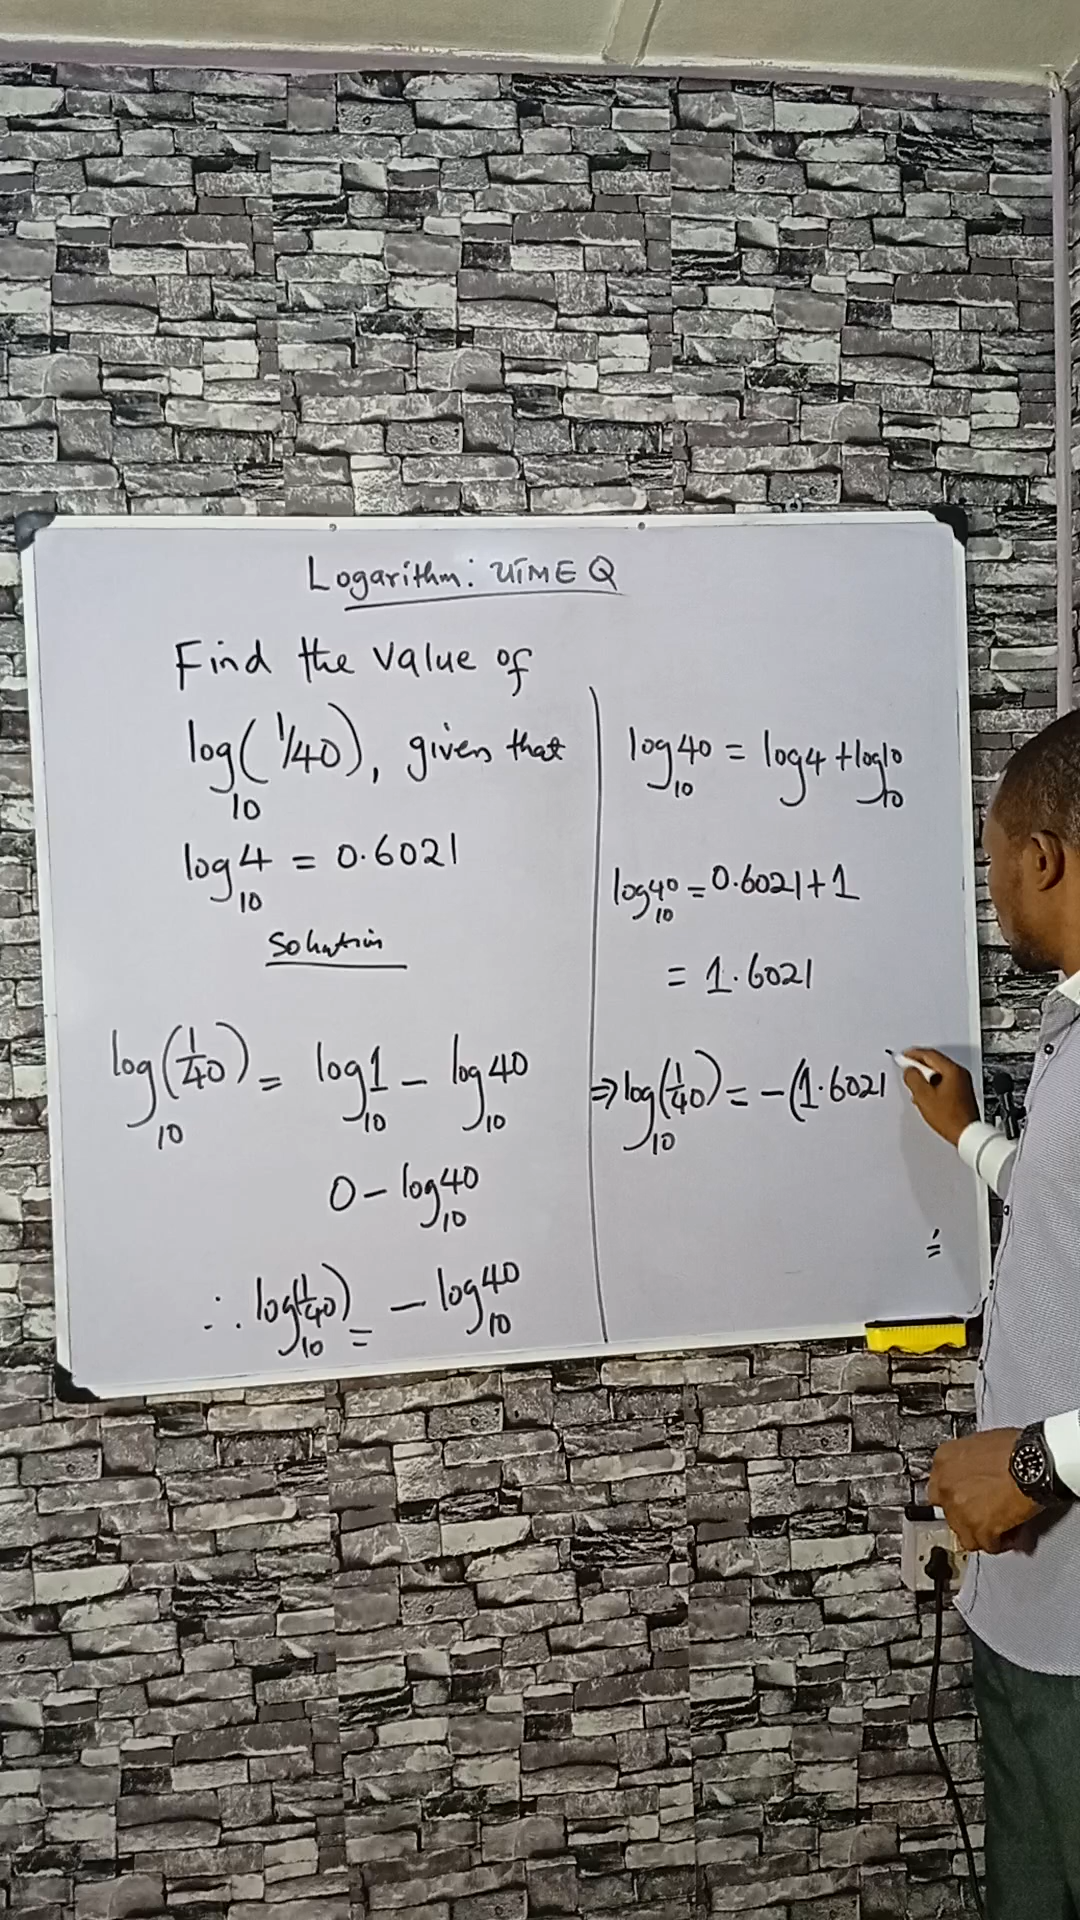 Logarithm: UTME Q
Find the value of
log₁₀(1/40), given that
log₁₀4 = 0.6021
Solution
log₁₀(1/40) = log₁₀1 - log₁₀40
0 - log₁₀40
∴ log₁₀(1/40) = - log₁₀40
log₁₀40 = log4 + log₁₀10
log₁₀40 = 0.6021 + 1
= 1.6021
⇒ log₁₀(1/40) = -(1.6021
=